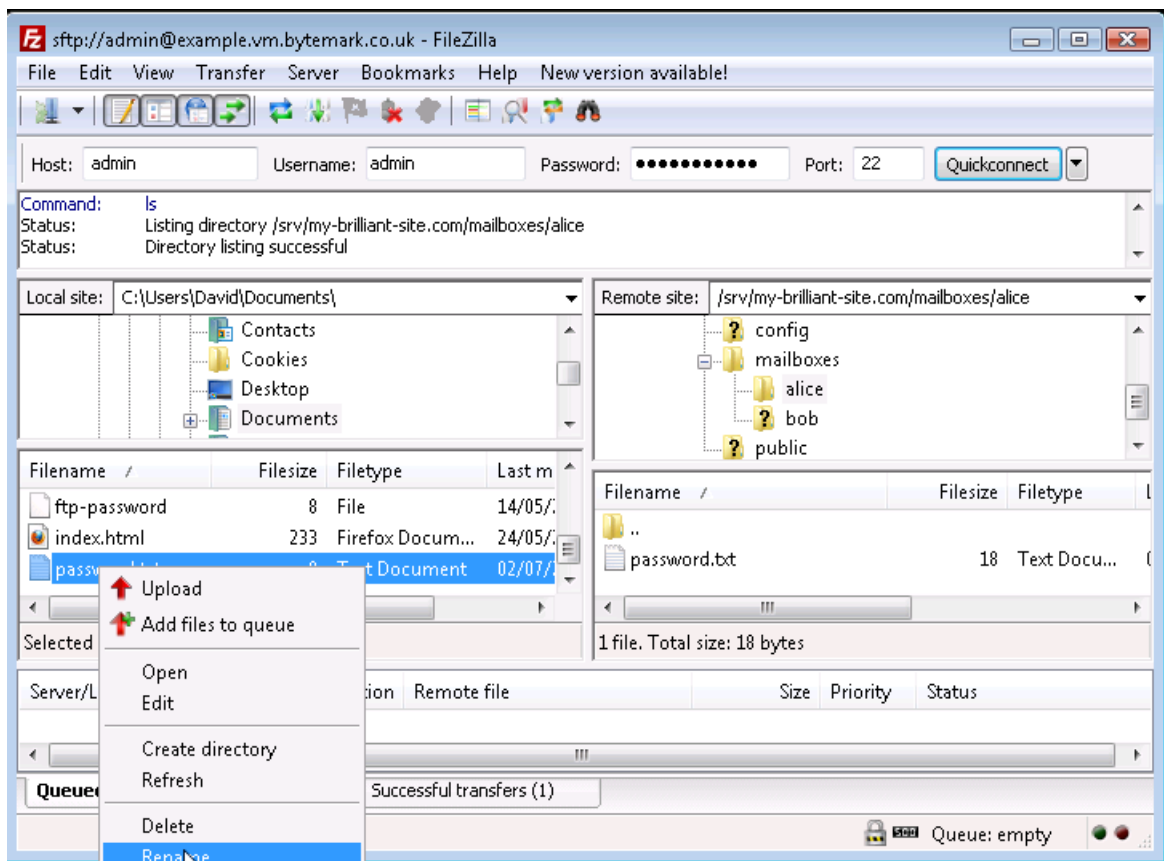 sftp://admin@example.vm.bytemark.co.uk - FileZilla
File Edit View Transfer Server Bookmarks Help New version available!
Host: admin Username: admin Password: ●●●●●●●●●●● Port: 22 Quickconnect
Command: ls
Status: Listing directory /srv/my-brilliant-site.com/mailboxes/alice
Status: Directory listing successful
Local site: C:\Users\David\Documents\
Contacts
Cookies
Desktop
Documents
Remote site: /srv/my-brilliant-site.com/mailboxes/alice
config
mailboxes
alice
bob
public
Filename / Filesize Filetype Last m
ftp-password 8 File 14/05/
index.html 233 Firefox Docum... 24/05/
Document 02/07/
Selected
Filename / Filesize Filetype
..
password.txt 18 Text Docu...
1 file. Total size: 18 bytes
Upload
Add files to queue
Open
Edit
Create directory
Refresh
Delete
Rename
Server/L Remote file Size Priority Status
Successful transfers (1)
Queue: empty